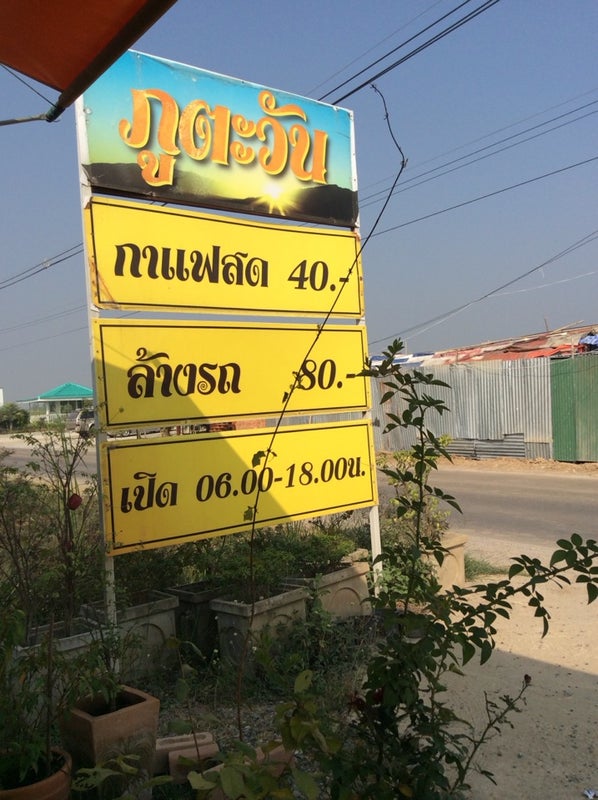 ภูตะวัน
กาแฟสด 40.-
ล้างรถ 80.-
เปิด 06.00-18.00น.